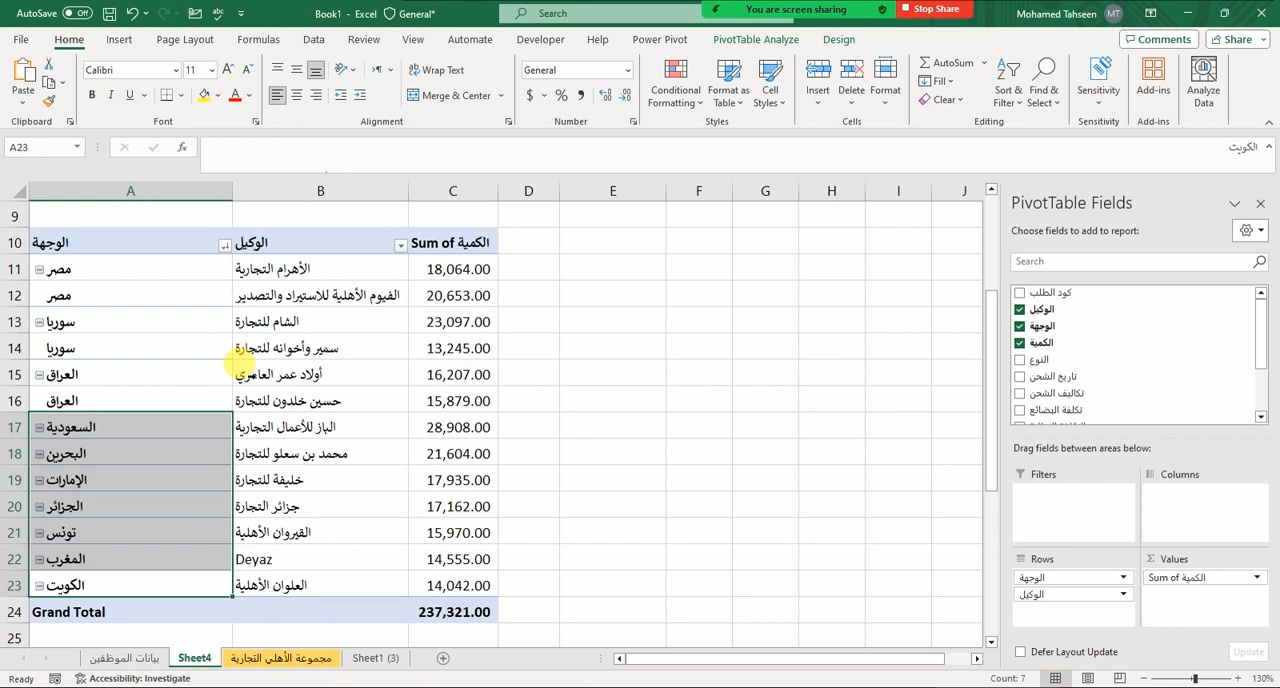 AutoSave Off
Book1 - Excel
General*
Search
You are screen sharing
Stop Share
Mohamed Tahseen
MT
File Home Insert Page Layout Formulas Data Review View Automate Developer Help Power Pivot PivotTable Analyze Design
Comments
Share
Paste
Calibri
11
Wrap Text
General
Conditional Formatting
Format as Table
Cell Styles
Insert
Delete
Format
AutoSum
Fill
Clear
Sort & Filter
Find & Select
Sensitivity
Add-ins
Analyze Data
B I U
Merge & Center
$ % 9
Clipboard Font Alignment Number Styles Cells Editing Sensitivity Add-ins
A23
fx
الكويت
A B C D E F G H I J
9
10 الوجهة الوكيل Sum of الكمية
11 مصر الأهرام التجارية 18,064.00
12 مصر الفيوم الأهلية للاستيراد والتصدير 20,653.00
13 سوريا الشام للتجارة 23,097.00
14 سوريا سمير وأخوانه للتجارة 13,245.00
15 العراق أولاد عمر العامري 16,207.00
16 العراق حسين خلدون للتجارة 15,879.00
17 السعودية الباز للأعمال التجارية 28,908.00
18 البحرين محمد بن سعلو للتجارة 21,604.00
19 الإمارات خليفة للتجارة 17,935.00
20 الجزائر جزائر التجارة 17,162.00
21 تونس القيروان الأهلية 15,970.00
22 المغرب Deyaz 14,555.00
23 الكويت العلوان الأهلية 14,042.00
24 Grand Total 237,321.00
25
PivotTable Fields
Choose fields to add to report:
Search
كود الطلب
الوكيل
الوجهة
الكمية
النوع
تاريخ الشحن
تكاليف الشحن
تكلفة البضائع
Drag fields between areas below:
Filters
Columns
Rows
الوجهة
الوكيل
Values
Sum of الكمية
Defer Layout Update
Update
بيانات الموظفين
Sheet4
مجموعة الأهلي التجارية
Sheet1 (3)
Ready
Accessibility: Investigate
Count: 7
130%